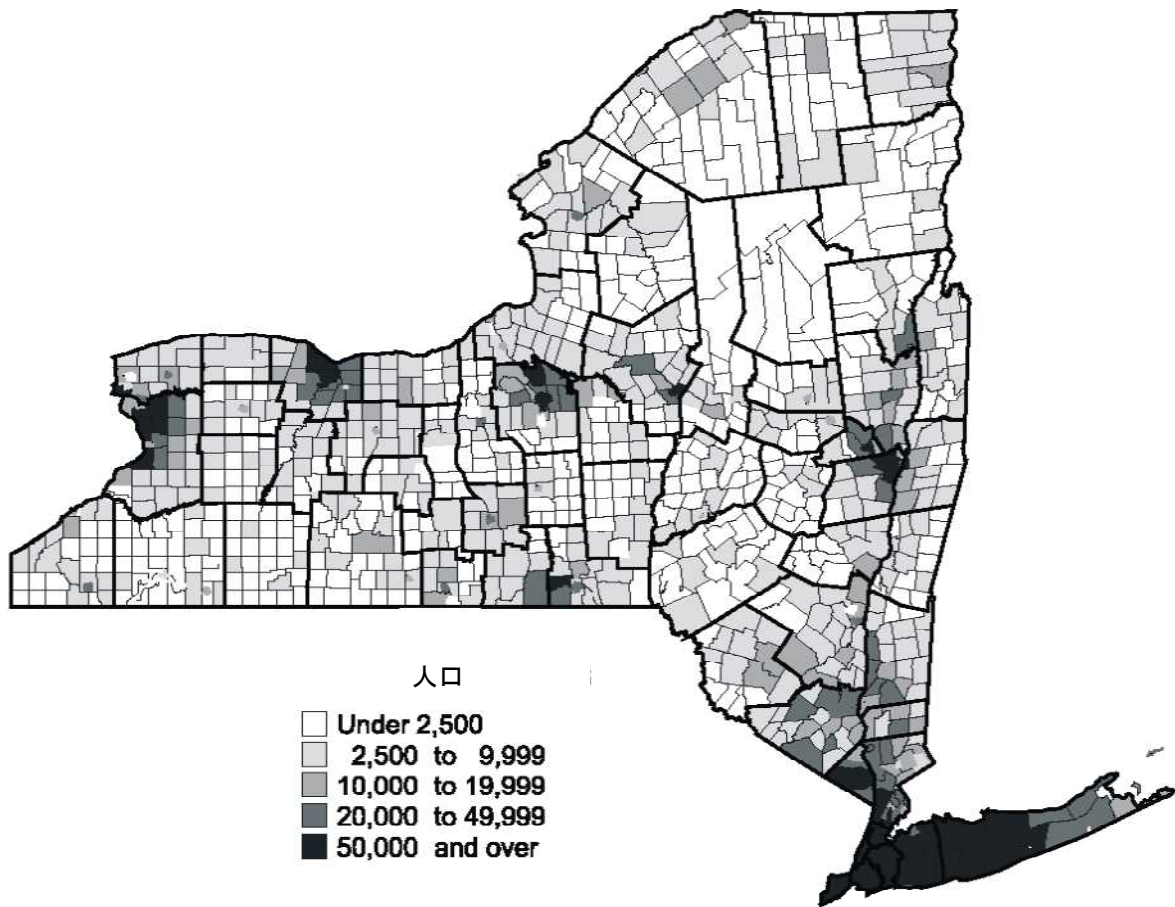 人口
Under 2,500
2,500 to 9,999
10,000 to 19,999
20,000 to 49,999
50,000 and over